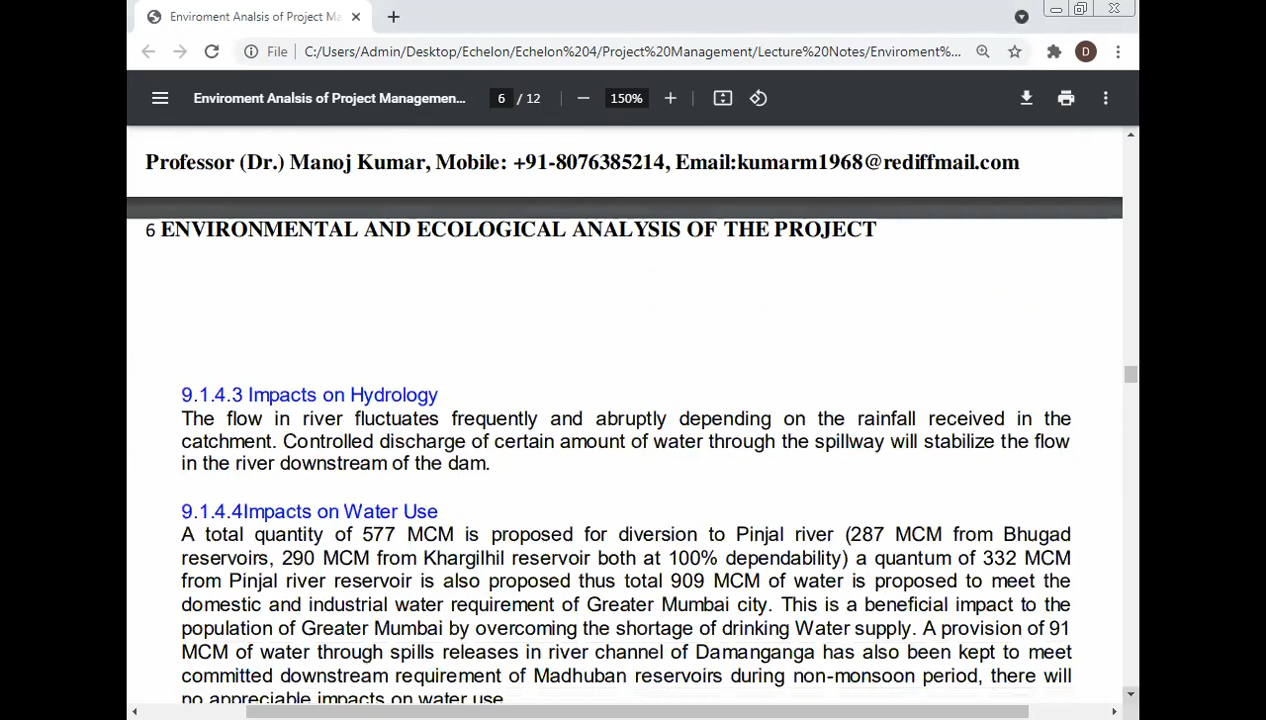 Enviroment Analsis of Project Ma
File C:/Users/Admin/Desktop/Echelon/Echelon%204/Project%20Management/Lecture%20Notes/Enviroment%...
D
Enviroment Analsis of Project Managemen... 6 / 12 150%
Professor (Dr.) Manoj Kumar, Mobile: +91-8076385214, Email:kumarm1968@rediffmail.com
6 ENVIRONMENTAL AND ECOLOGICAL ANALYSIS OF THE PROJECT
9.1.4.3 Impacts on Hydrology
The flow in river fluctuates frequently and abruptly depending on the rainfall received in the
catchment. Controlled discharge of certain amount of water through the spillway will stabilize the flow
in the river downstream of the dam.
9.1.4.4Impacts on Water Use
A total quantity of 577 MCM is proposed for diversion to Pinjal river (287 MCM from Bhugad
reservoirs, 290 MCM from Khargilhil reservoir both at 100% dependability) a quantum of 332 MCM
from Pinjal river reservoir is also proposed thus total 909 MCM of water is proposed to meet the
domestic and industrial water requirement of Greater Mumbai city. This is a beneficial impact to the
population of Greater Mumbai by overcoming the shortage of drinking Water supply. A provision of 91
MCM of water through spills releases in river channel of Damanganga has also been kept to meet
committed downstream requirement of Madhuban reservoirs during non-monsoon period, there will
no appreciable impacts on water use.